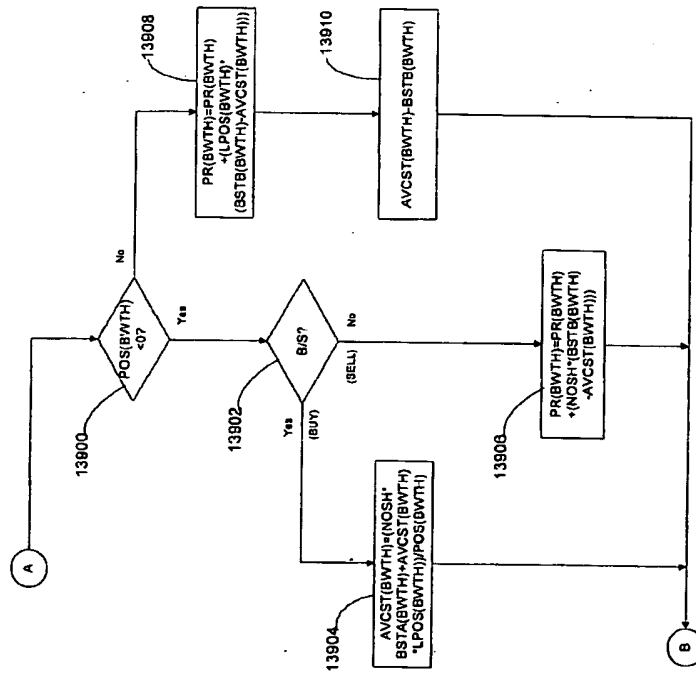 A
13900
POS(BWTH)
<0?
No
Yes
13908
PR(BWTH)=PR(BWTH)
+(LPOS(BWTH)*
(BSTB(BWTH)-AVCST(BWTH)))
13910
AVCST(BWTH)-BSTB(BWTH)
13902
B/S?
Yes
(BUY)
No
(SELL)
13904
AVCST(BWTH)=(NOSH*
BSTA(BWTH)+AVCST(BWTH)
*LPOS(BWTH))/POS(BWTH)
13906
PR(BWTH)=PR(BWTH)
+(NOSH*(BSTB(BWTH)
-AVCST(BWTH)))
B